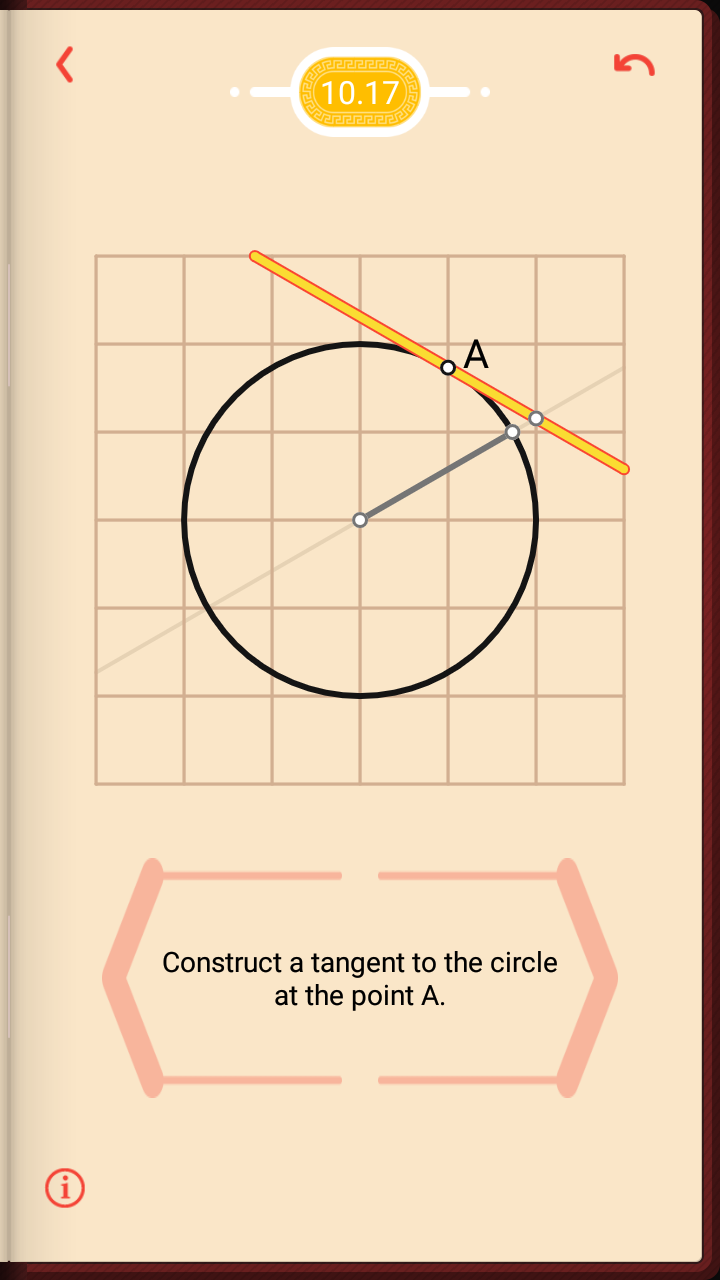 10.17
A
Construct a tangent to the circle
at the point A.
i